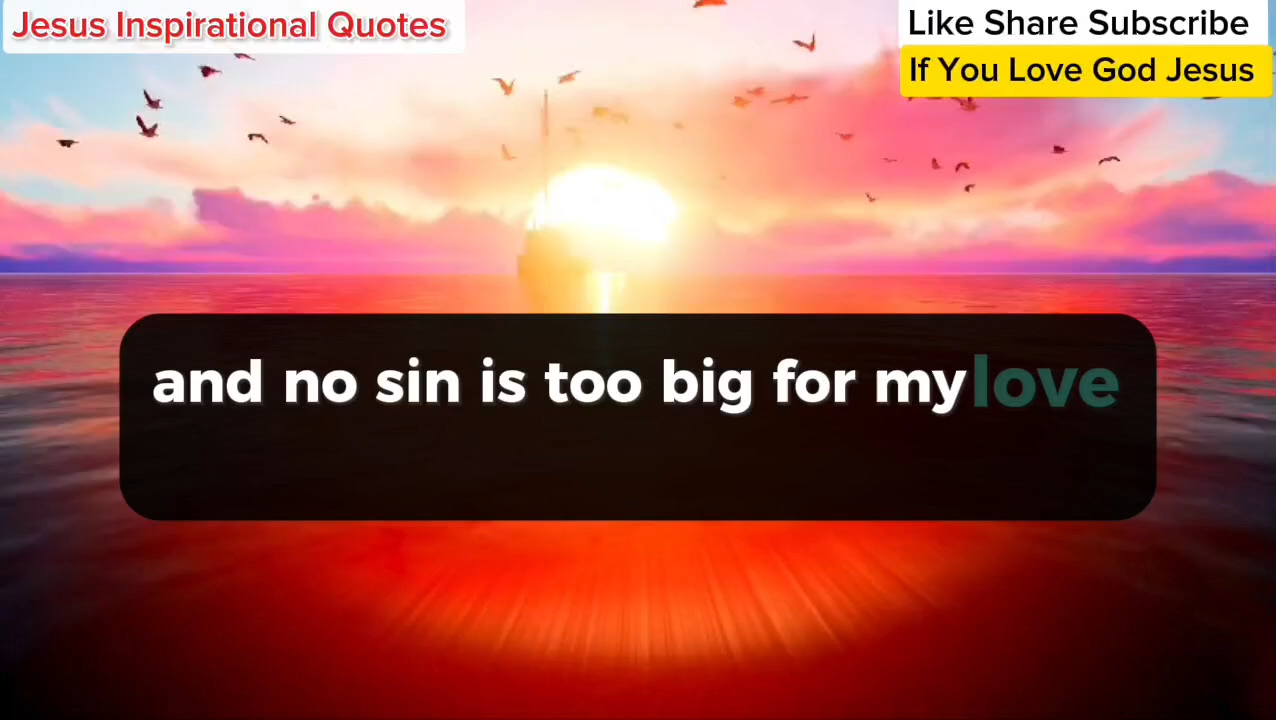 Jesus Inspirational Quotes
Like Share Subscribe
If You Love God Jesus
and no sin is too big for my love